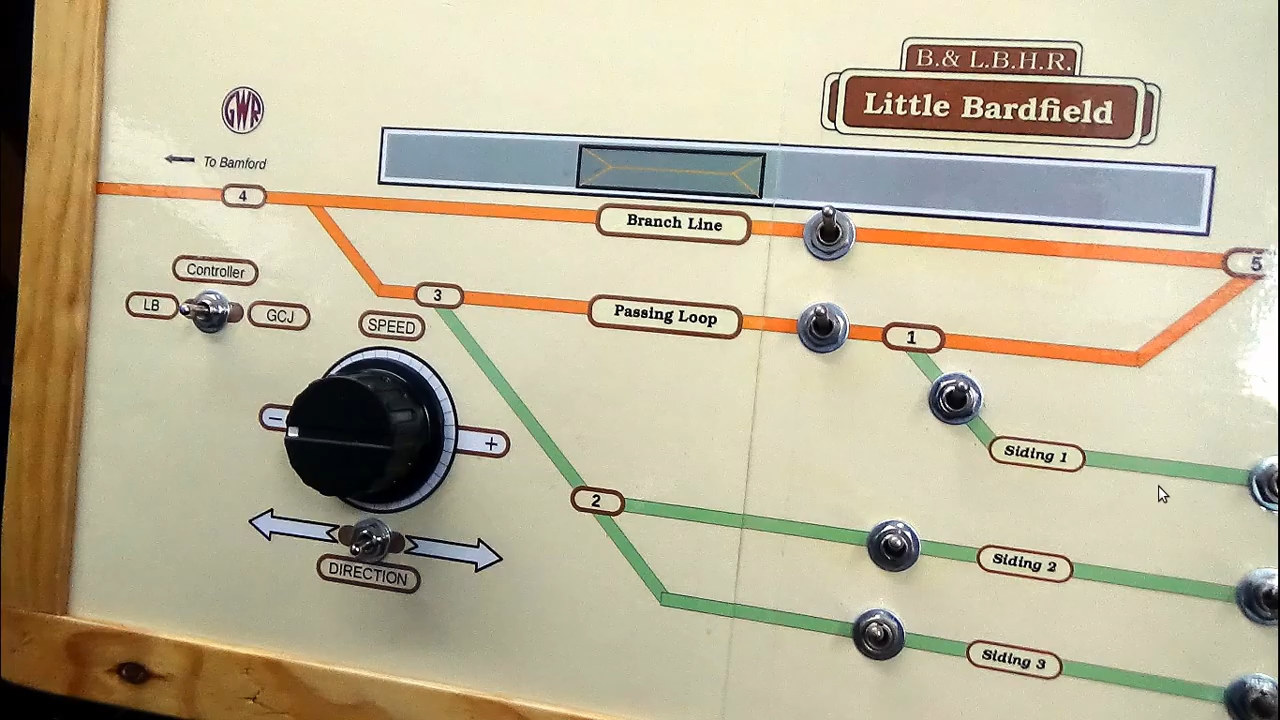 B.& L.B.H.R.
Little Bardfield
GWR
To Bamford
4
Branch Line
5
Controller
LB
GCJ
3
Passing Loop
1
SPEED
-
+
Siding 1
2
Siding 2
DIRECTION
Siding 3